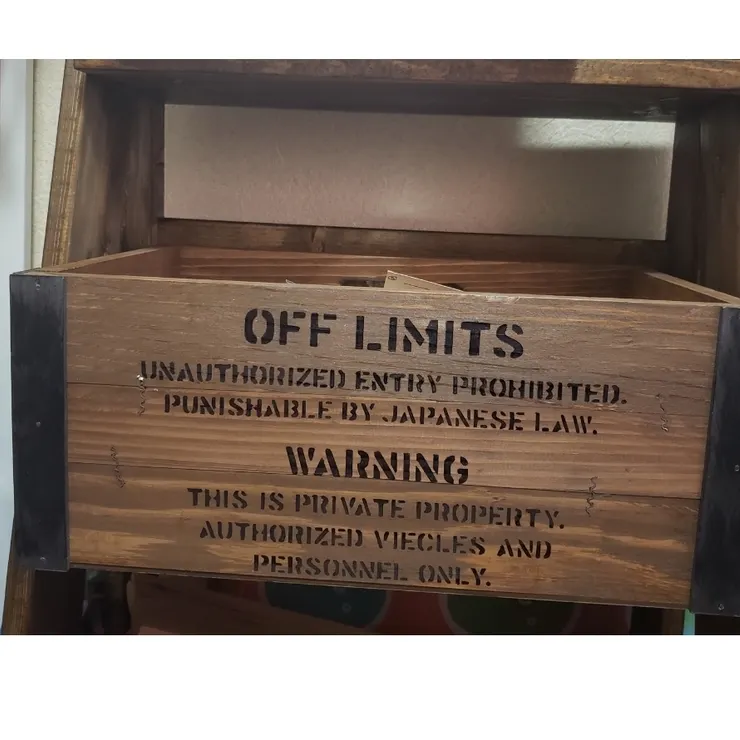 OFF LIMITS
UNAUTHORIZED ENTRY PROHIBITED.
PUNISHABLE BY JAPANESE LAW.
WARNING
THIS IS PRIVATE PROPERTY.
AUTHORIZED VIECLES AND
PERSONNEL ONLY.